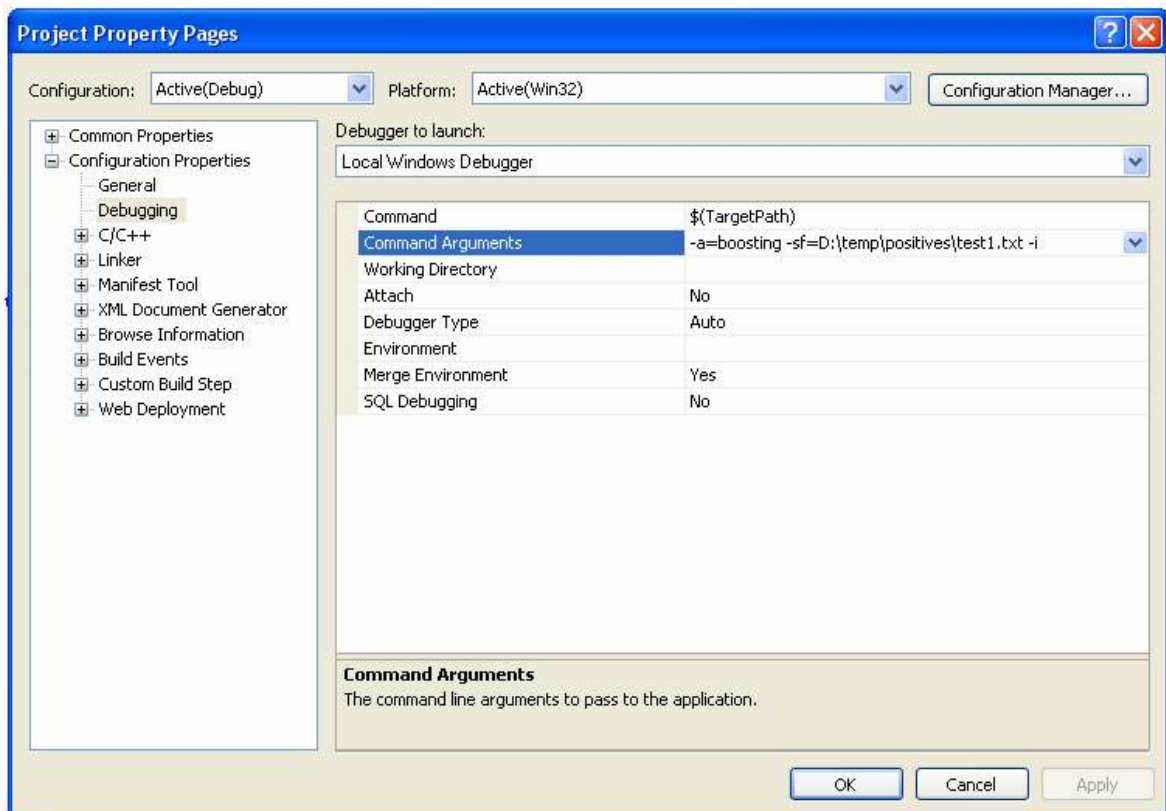 Project Property Pages
Configuration: Active(Debug) Platform: Active(Win32) Configuration Manager...
Common Properties
Configuration Properties
General
Debugging
C/C++
Linker
Manifest Tool
XML Document Generator
Browse Information
Build Events
Custom Build Step
Web Deployment
Debugger to launch:
Local Windows Debugger
Command $(TargetPath)
Command Arguments -a=boosting -sf=D:\temp\positives\test1.txt -i
Working Directory
Attach No
Debugger Type Auto
Environment
Merge Environment Yes
SQL Debugging No
Command Arguments
The command line arguments to pass to the application.
OK Cancel Apply